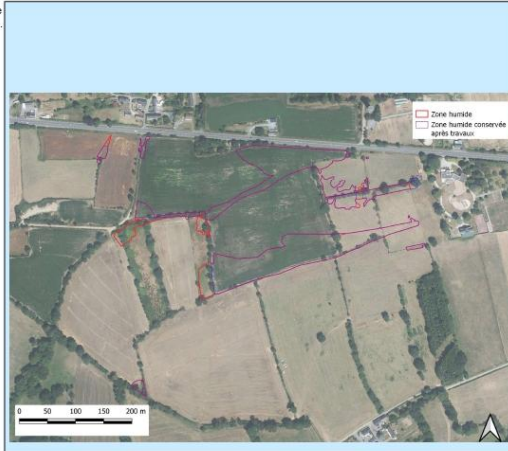 e
Zone humide
Zone humide conservée
après travaux
0 50 100 150 200 m